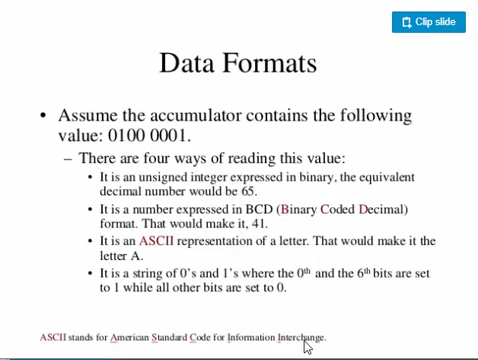 Clip slide
Data Formats
• Assume the accumulator contains the following
value: 0100 0001.
– There are four ways of reading this value:
• It is an unsigned integer expressed in binary, the equivalent
decimal number would be 65.
• It is a number expressed in BCD (Binary Coded Decimal)
format. That would make it, 41.
• It is an ASCII representation of a letter. That would make it the
letter A.
• It is a string of 0's and 1's where the 0th and the 6th bits are set
to 1 while all other bits are set to 0.
ASCII stands for American Standard Code for Information Interchange.